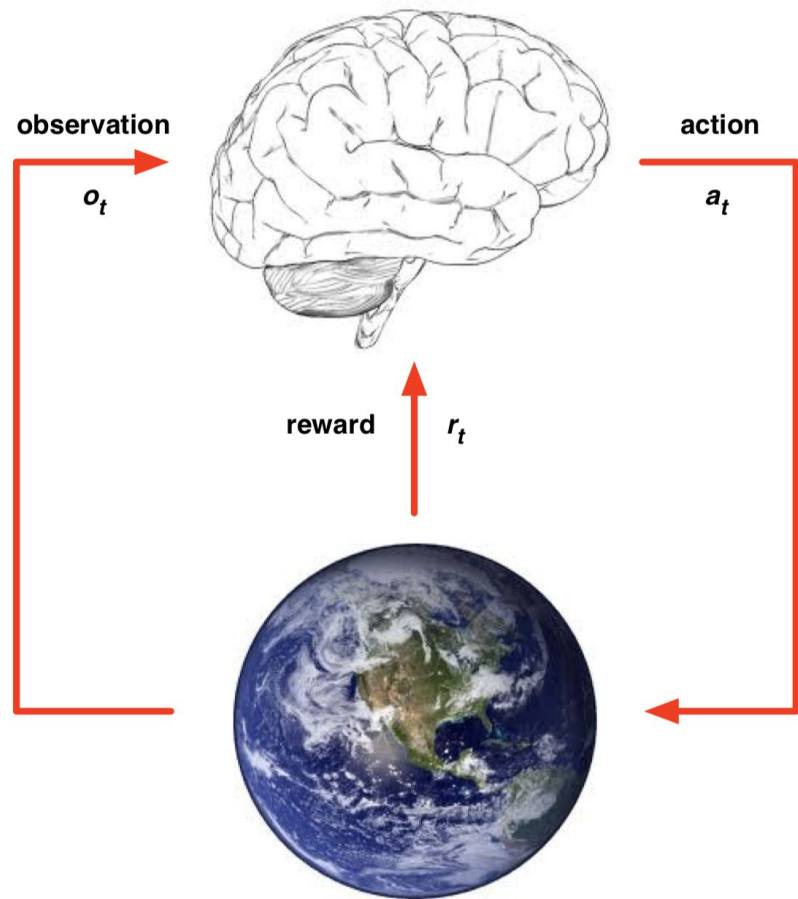 observation
action
o_t
a_t
reward
r_t